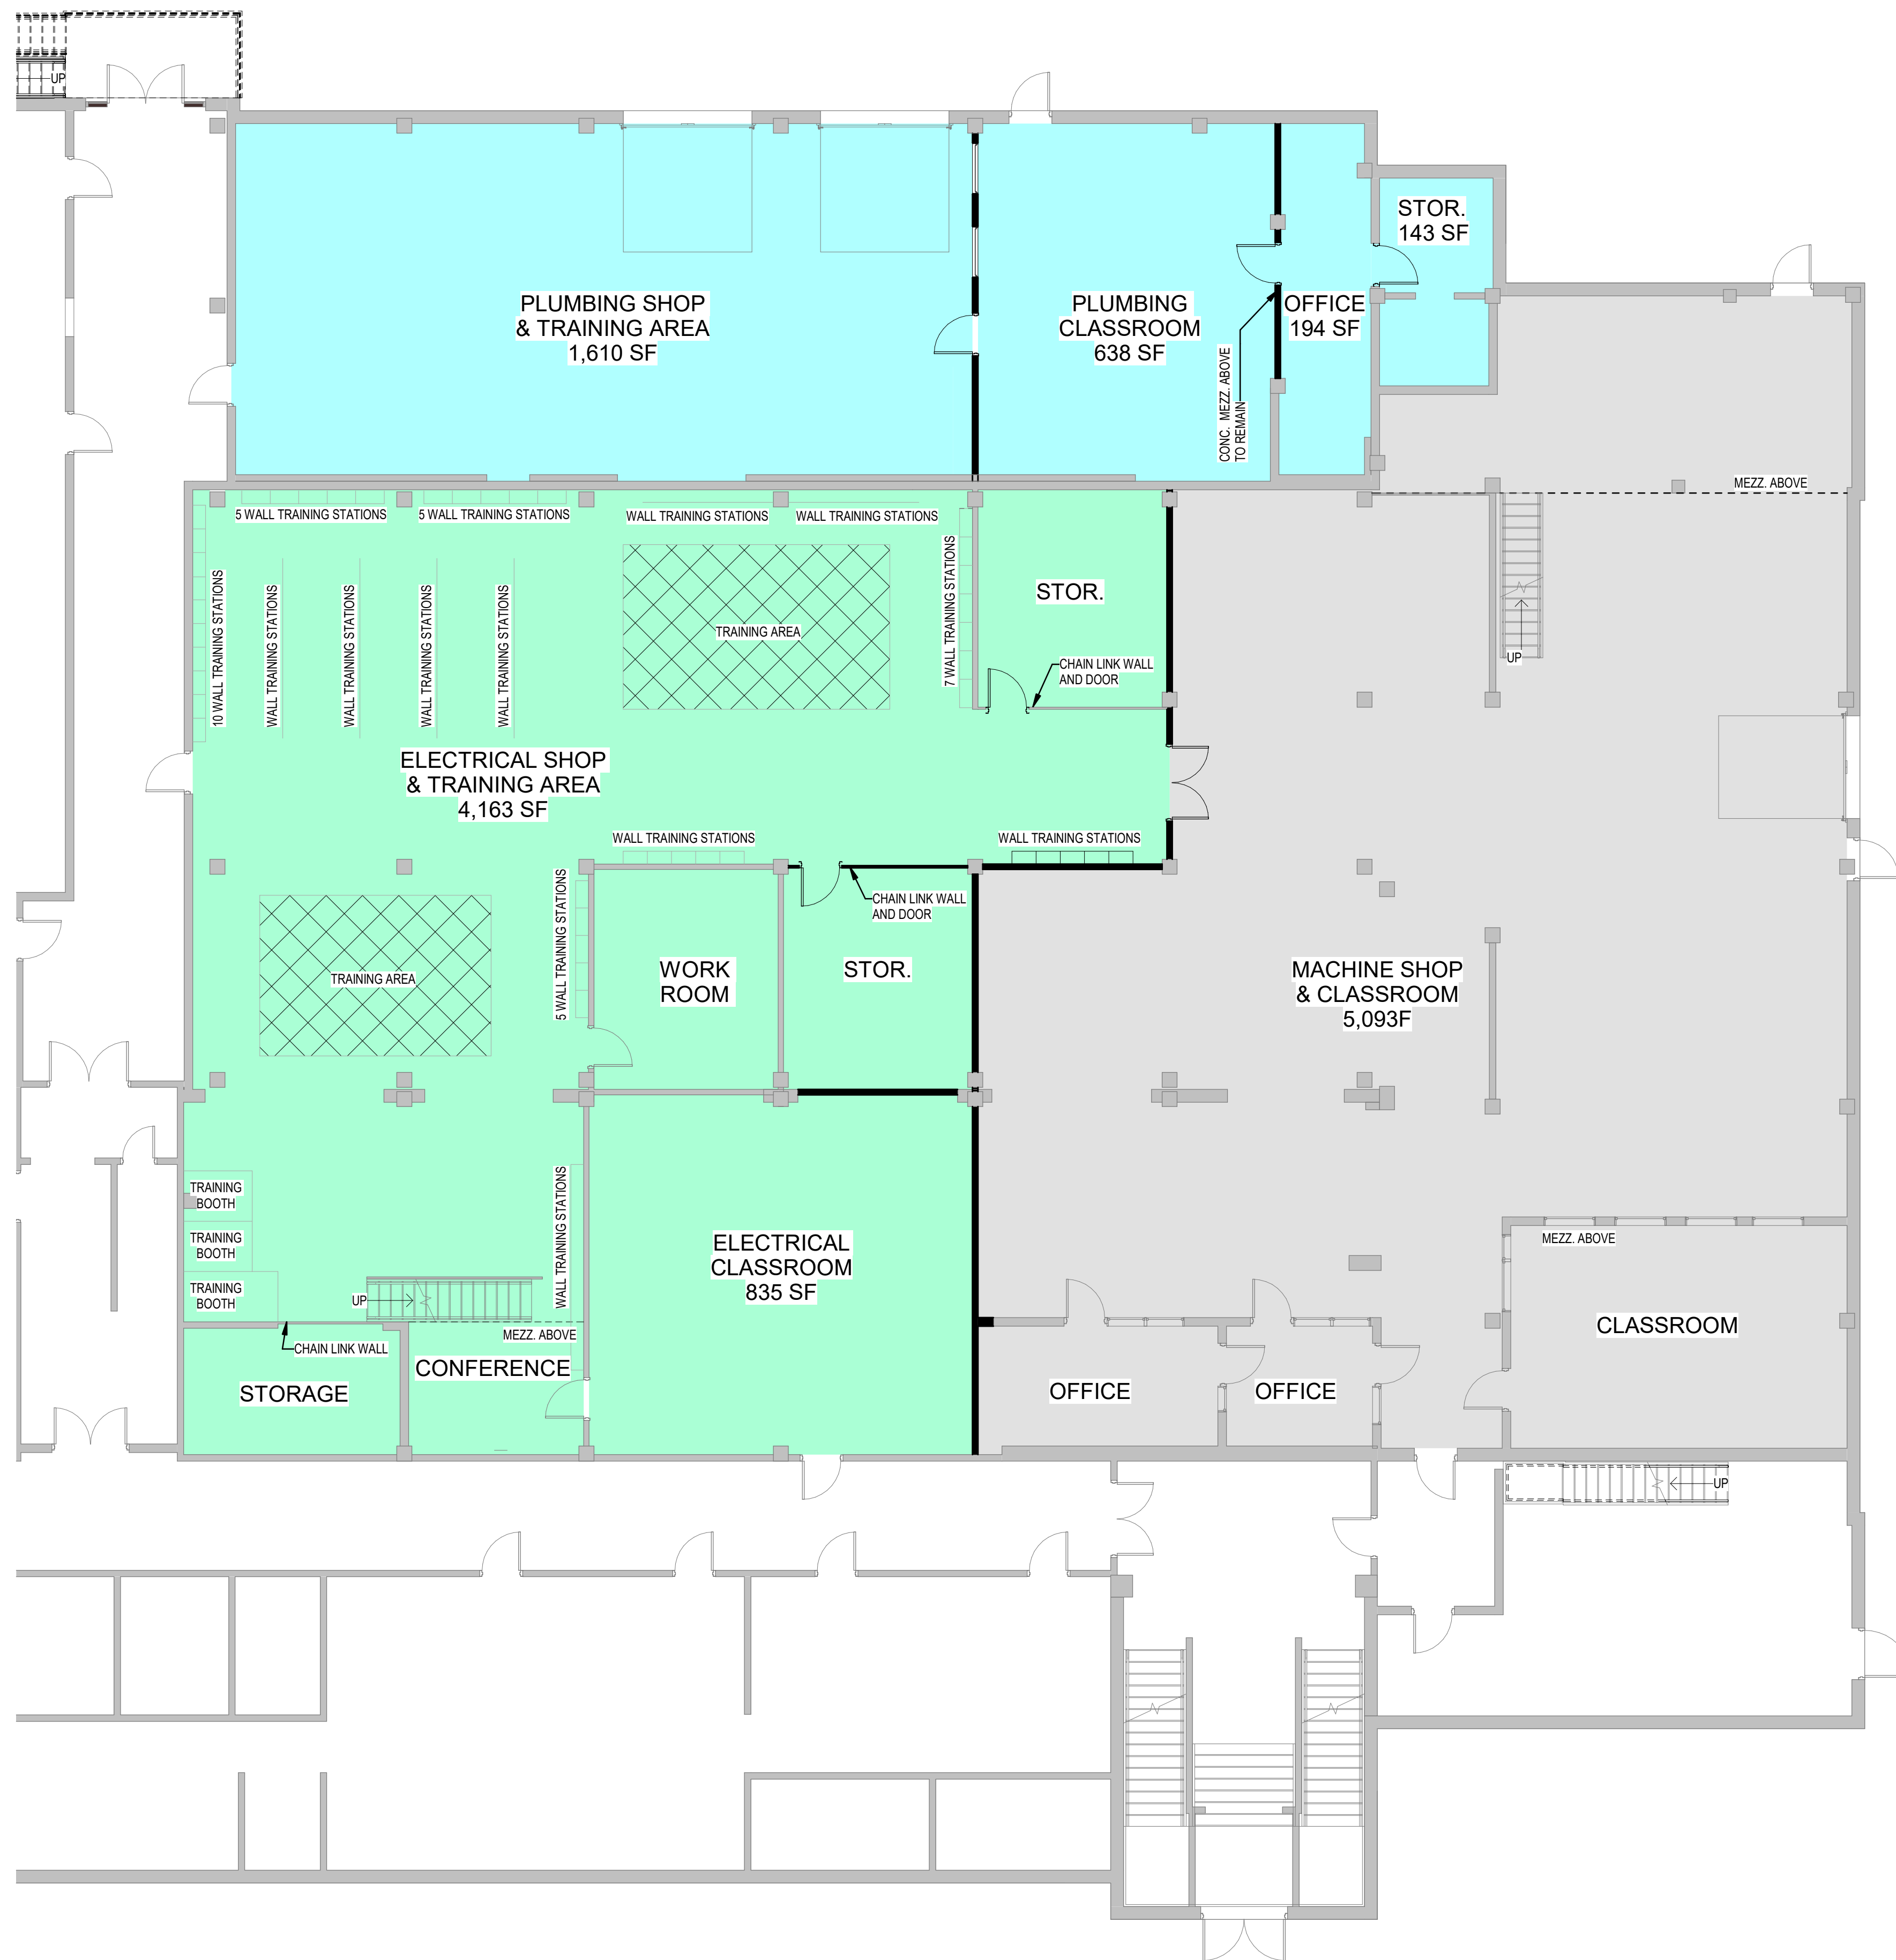 UP
STOR.
143 SF
PLUMBING SHOP
& TRAINING AREA
1,610 SF
PLUMBING
CLASSROOM
638 SF
OFFICE
194 SF
CONC. MEZZ. ABOVE
TO REMAIN
MEZZ. ABOVE
5 WALL TRAINING STATIONS
5 WALL TRAINING STATIONS
WALL TRAINING STATIONS
WALL TRAINING STATIONS
10 WALL TRAINING STATIONS
WALL TRAINING STATIONS
WALL TRAINING STATIONS
WALL TRAINING STATIONS
WALL TRAINING STATIONS
TRAINING AREA
7 WALL TRAINING STATIONS
STOR.
CHAIN LINK WALL
AND DOOR
UP
ELECTRICAL SHOP
& TRAINING AREA
4,163 SF
WALL TRAINING STATIONS
WALL TRAINING STATIONS
CHAIN LINK WALL
AND DOOR
5 WALL TRAINING STATIONS
WORK
ROOM
STOR.
TRAINING AREA
MACHINE SHOP
& CLASSROOM
5,093F
TRAINING
BOOTH
TRAINING
BOOTH
TRAINING
BOOTH
WALL TRAINING STATIONS
ELECTRICAL
CLASSROOM
835 SF
MEZZ. ABOVE
UP
MEZZ. ABOVE
CHAIN LINK WALL
CONFERENCE
STORAGE
OFFICE
OFFICE
CLASSROOM
UP